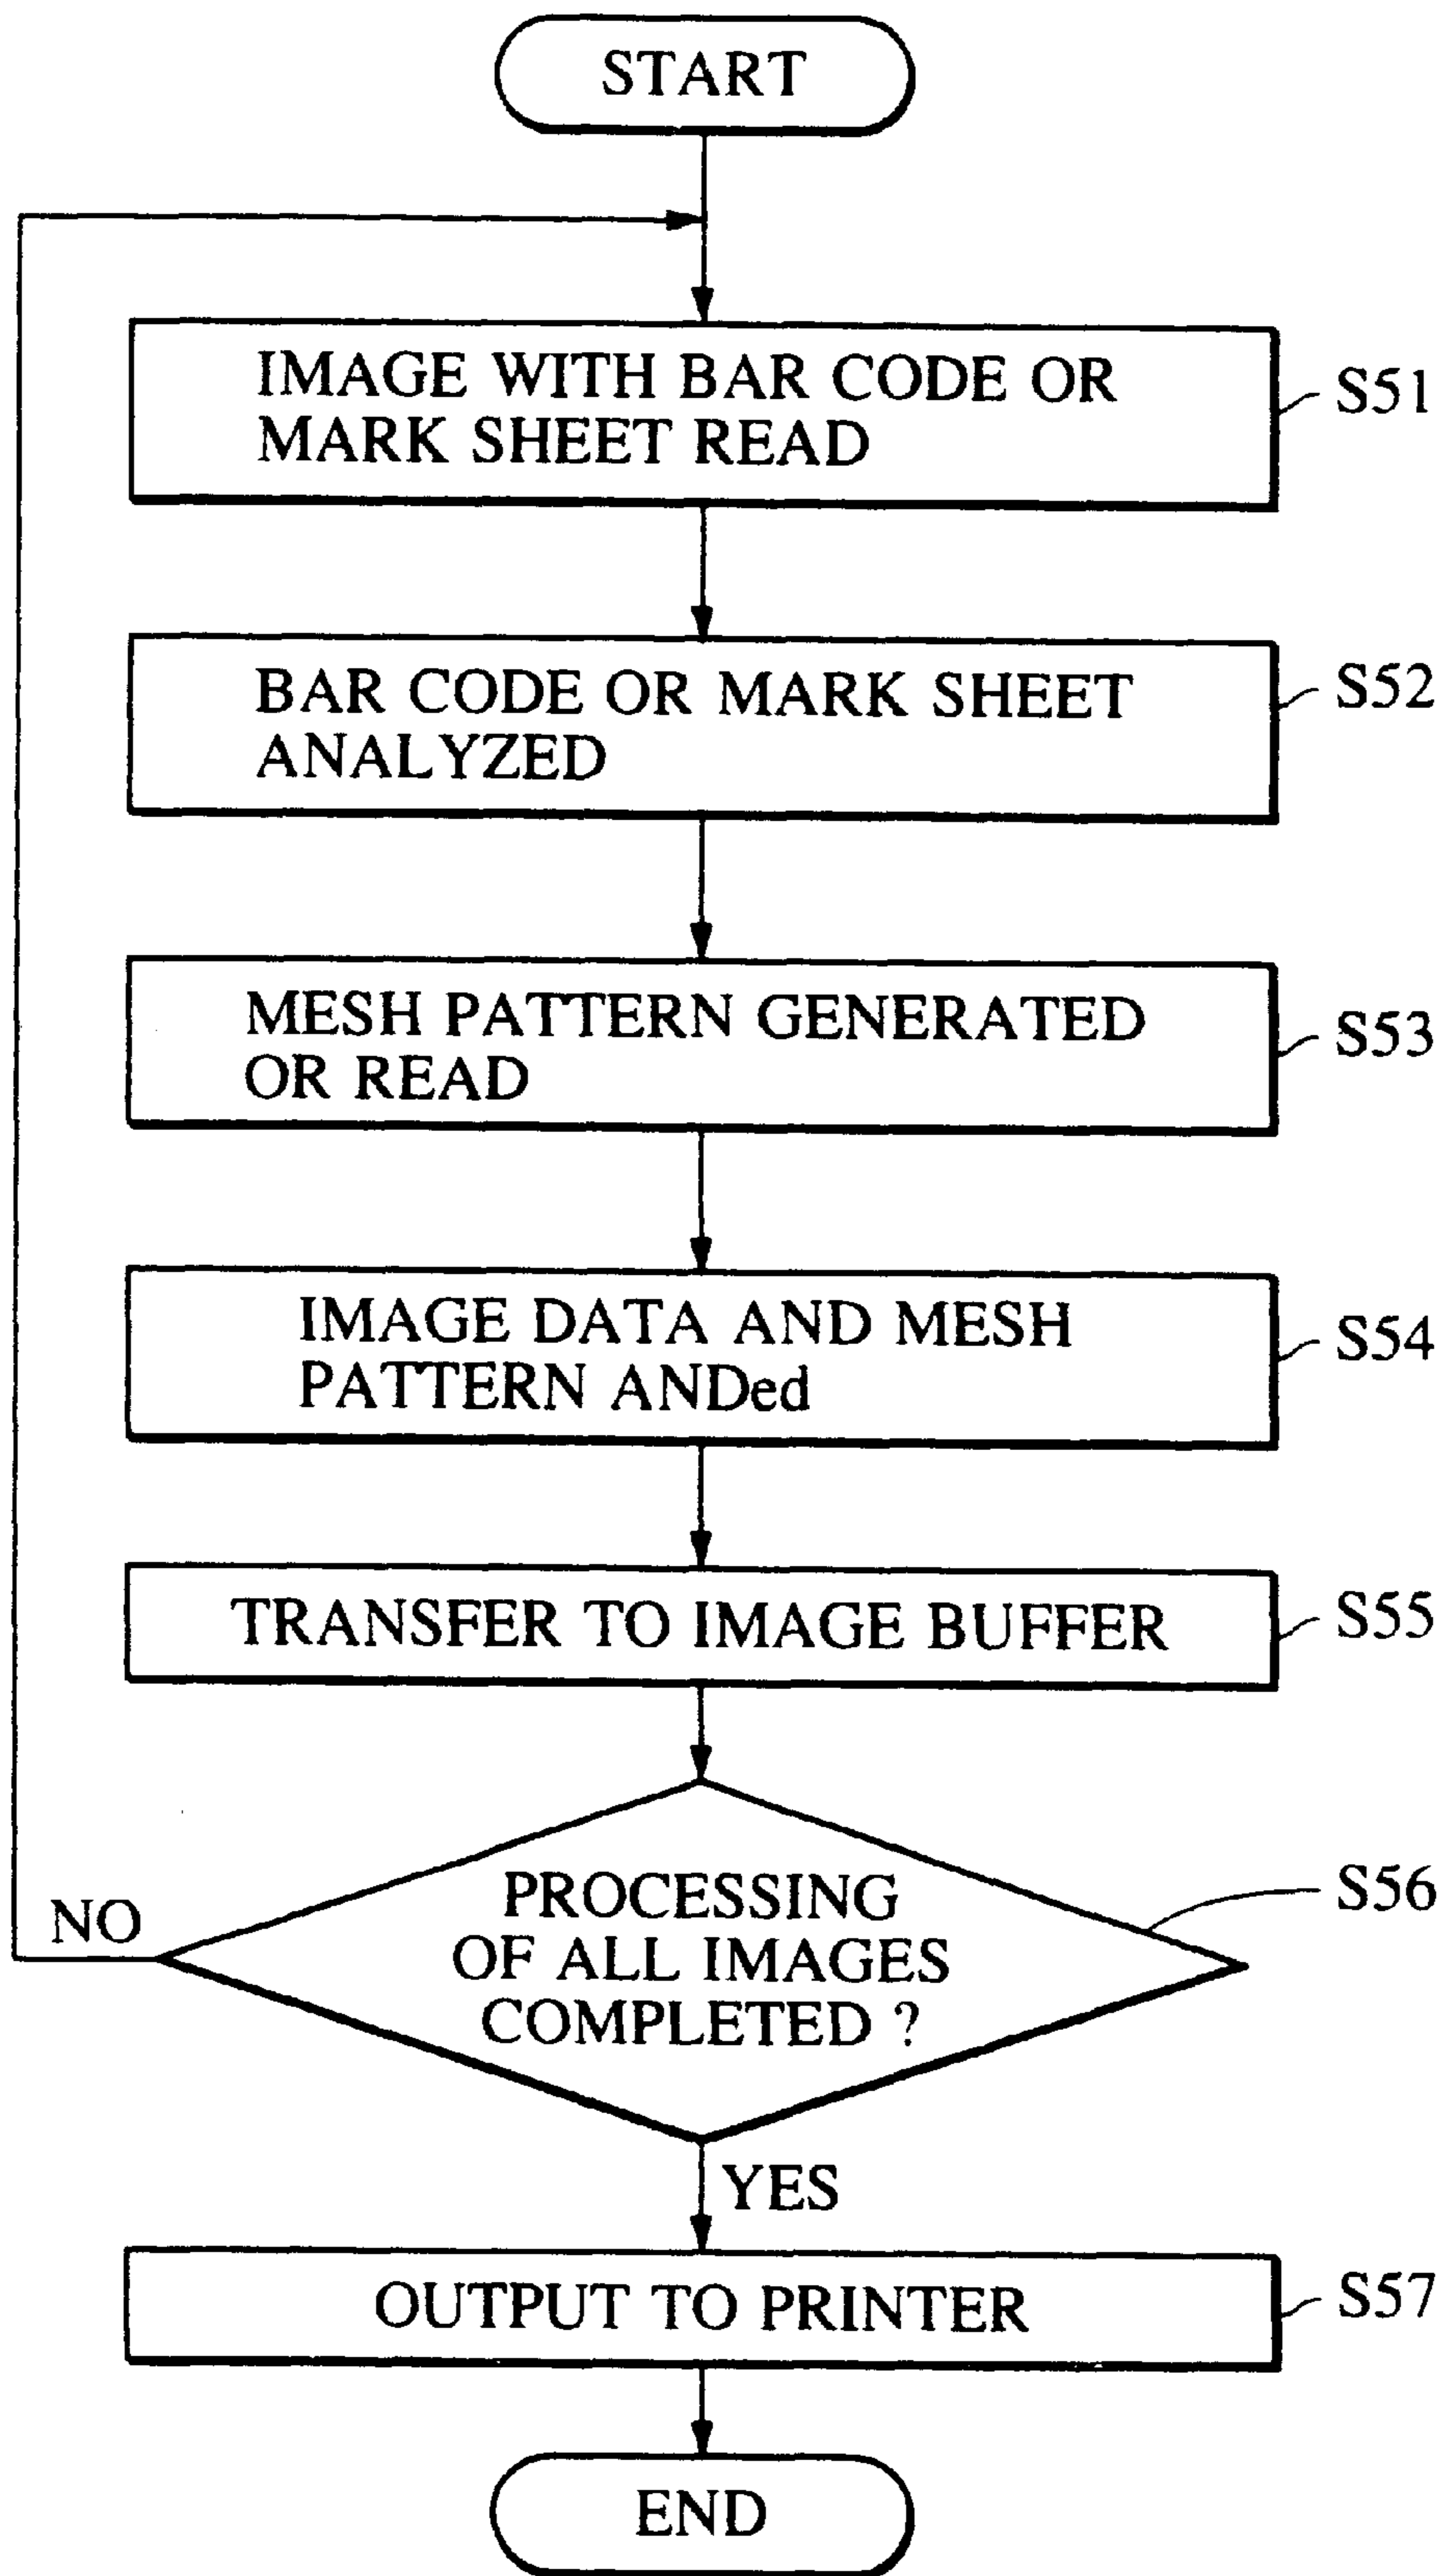 START
IMAGE WITH BAR CODE OR
MARK SHEET READ
S51
BAR CODE OR MARK SHEET
ANALYZED
S52
MESH PATTERN GENERATED
OR READ
S53
IMAGE DATA AND MESH
PATTERN ANDed
S54
TRANSFER TO IMAGE BUFFER
S55
PROCESSING
OF ALL IMAGES
COMPLETED ?
S56
NO
YES
OUTPUT TO PRINTER
S57
END